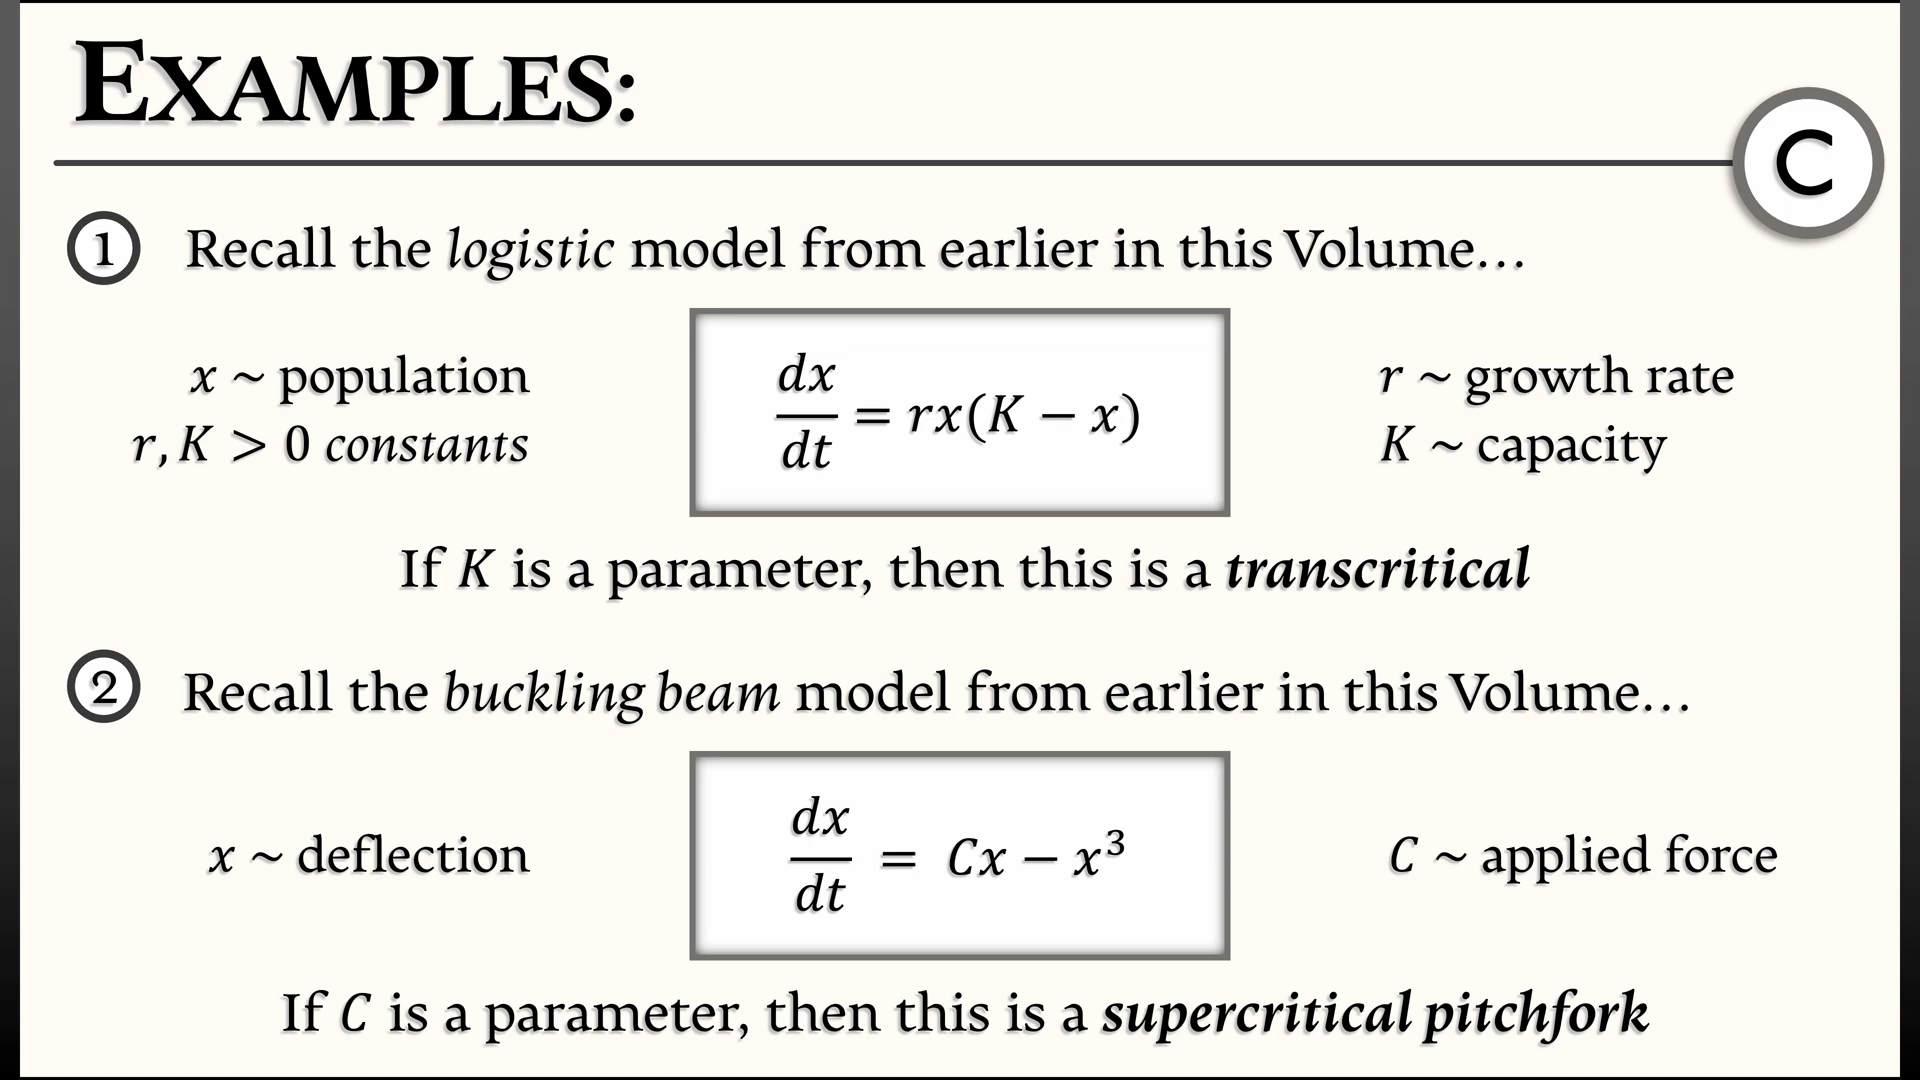 EXAMPLES:
C
1 Recall the logistic model from earlier in this Volume...
x ~ population
r, K > 0 constants
dx/dt = rx(K − x)
r ~ growth rate
K ~ capacity
If K is a parameter, then this is a transcritical
2 Recall the buckling beam model from earlier in this Volume...
x ~ deflection
dx/dt = Cx − x³
C ~ applied force
If C is a parameter, then this is a supercritical pitchfork